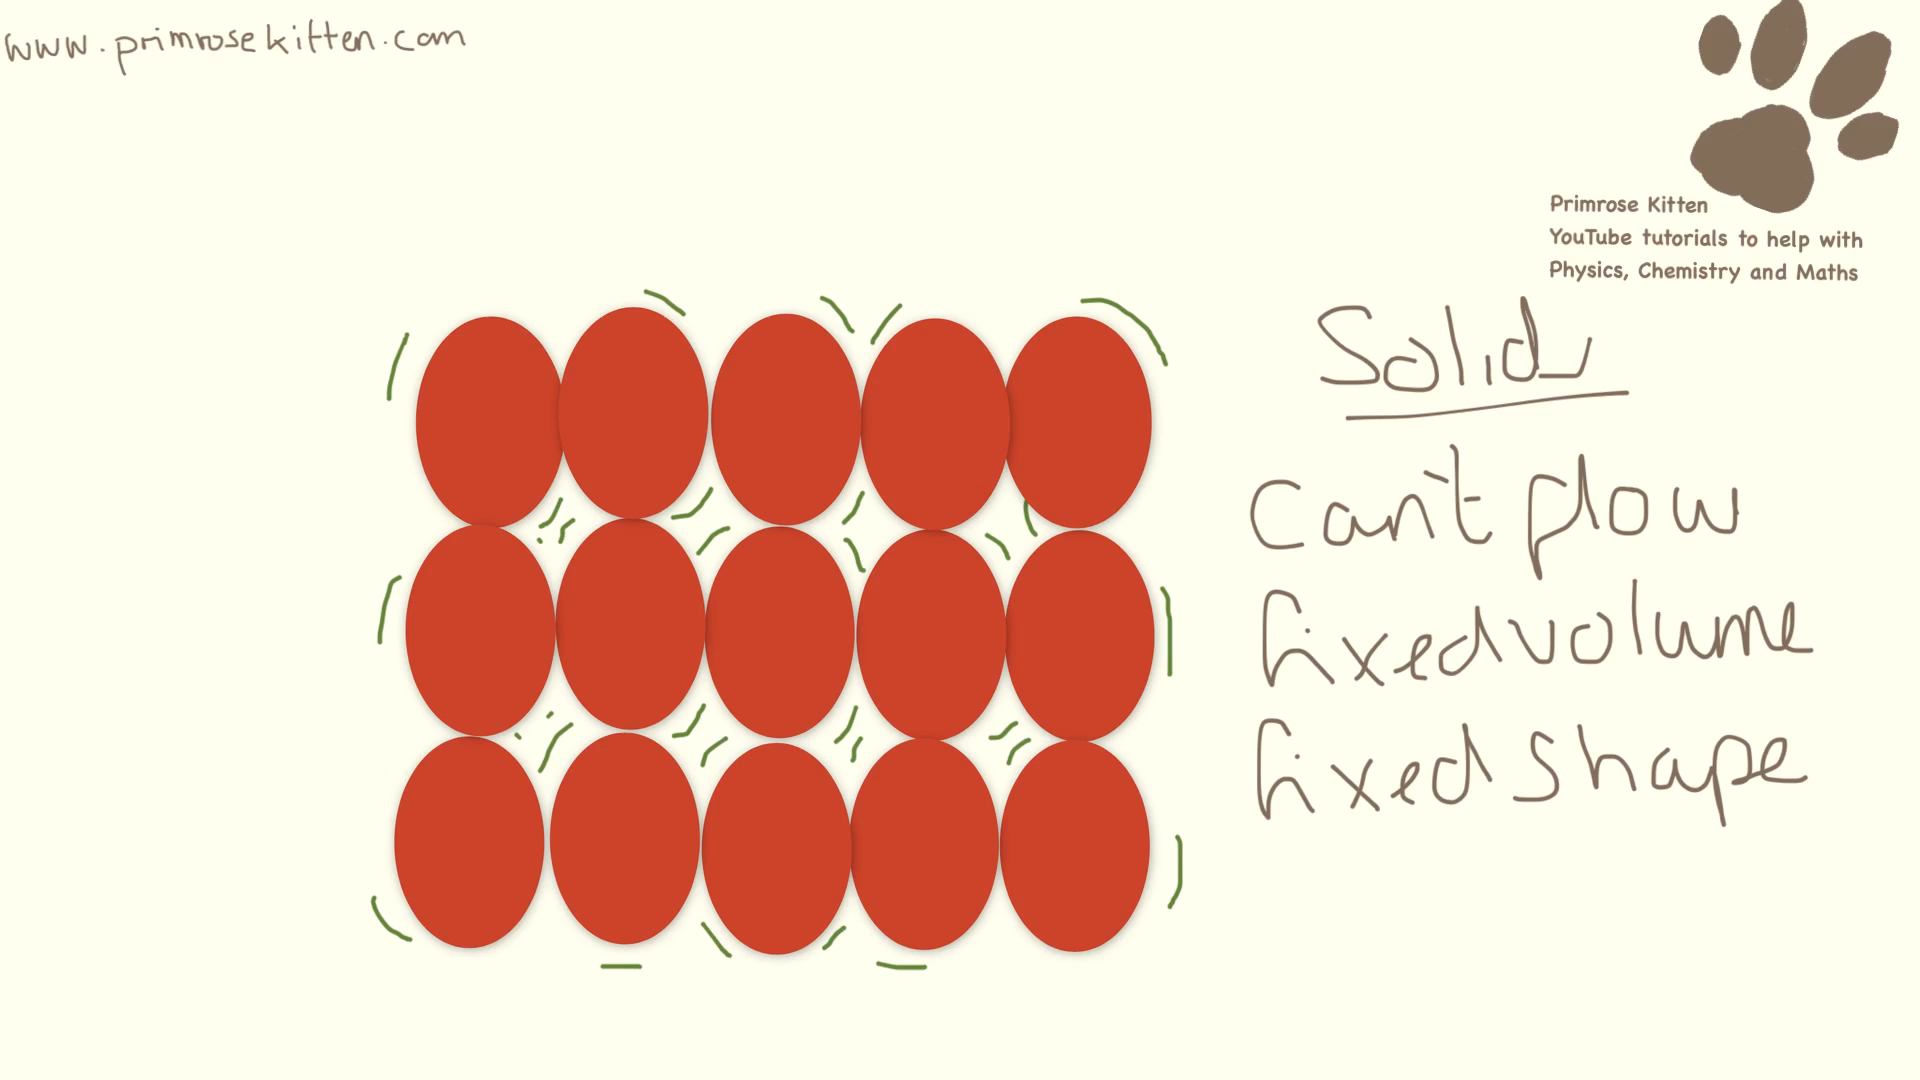 www.primrosekitten.com
Primrose Kitten
YouTube tutorials to help with
Physics, Chemistry and Maths
Solid
Can't flow
fixed volume
fixed shape